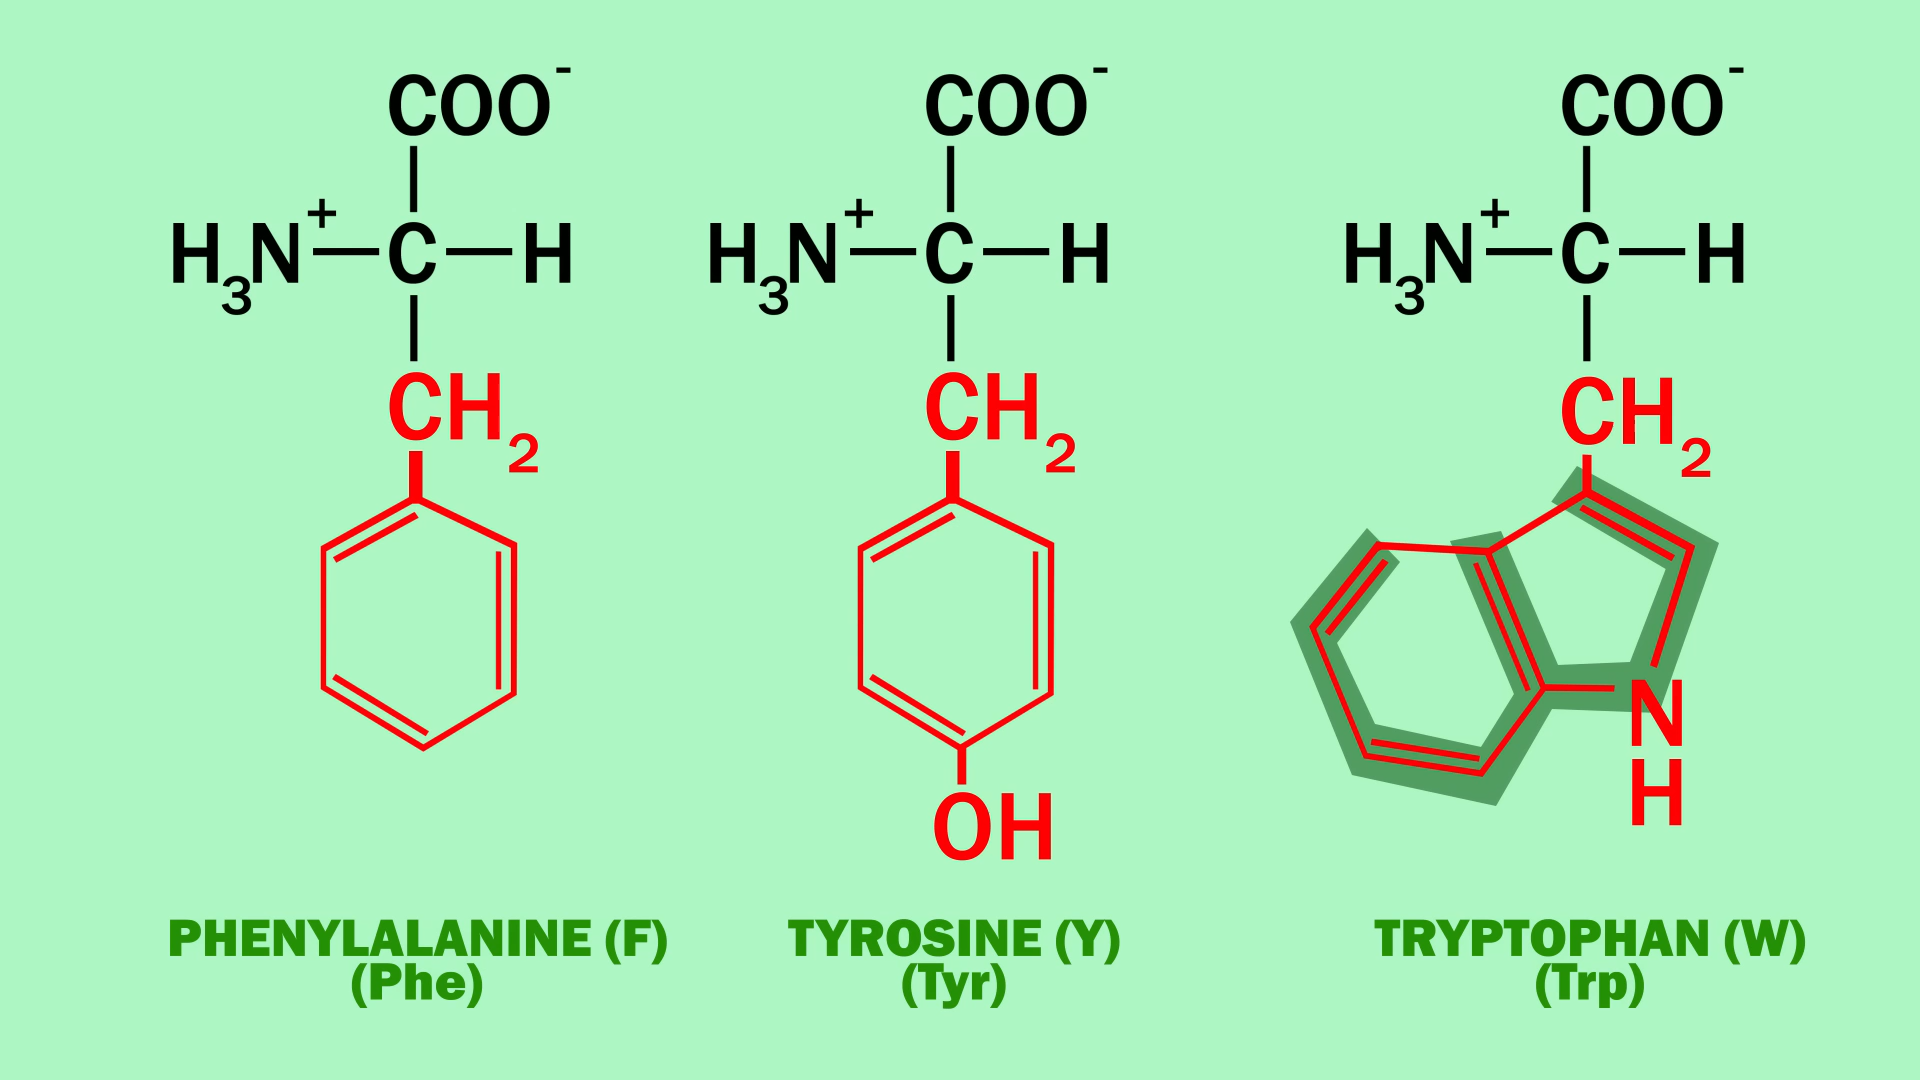 COO⁻ COO⁻ COO⁻
H₃N⁺ C H H₃N⁺ C H H₃N⁺ C H
CH₂ CH₂ CH₂
N
OH H
PHENYLALANINE (F) TYROSINE (Y) TRYPTOPHAN (W)
(Phe) (Tyr) (Trp)